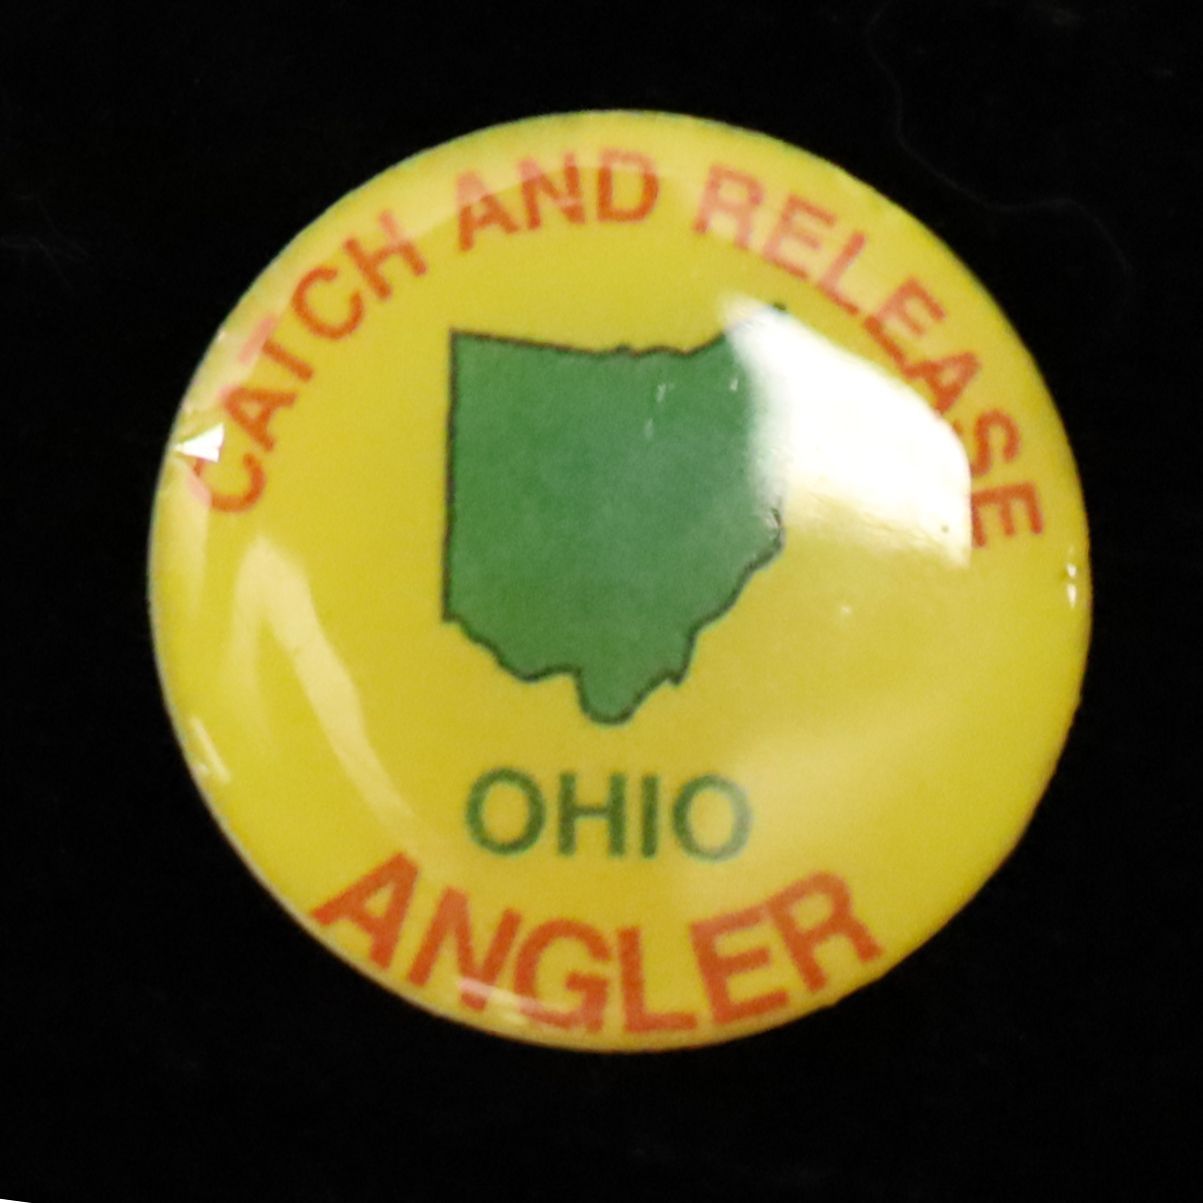 CATCH AND RELEASE
OHIO
ANGLER